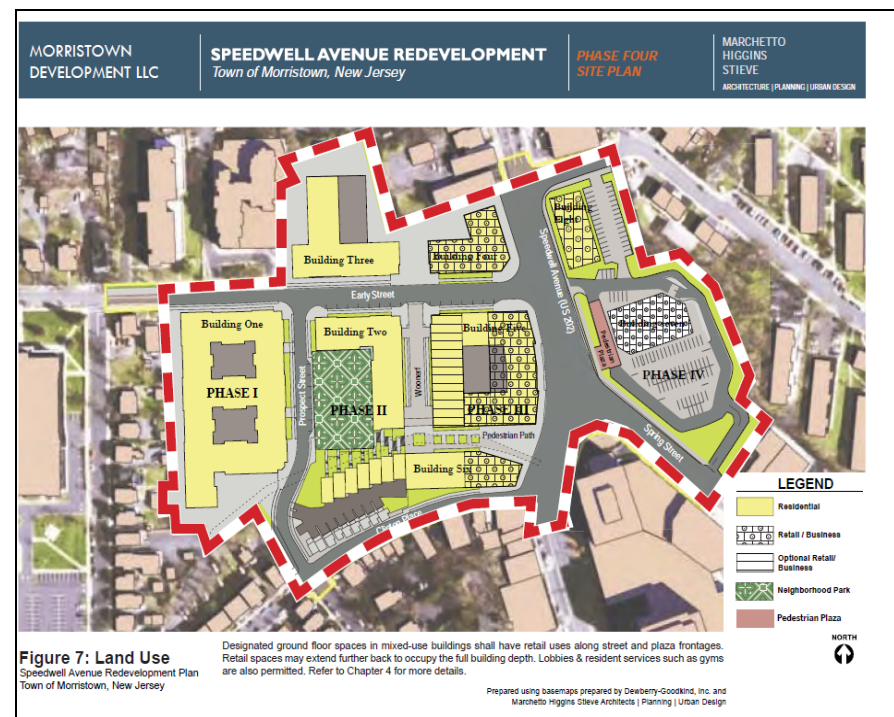 MORRISTOWN
DEVELOPMENT LLC
SPEEDWELL AVENUE REDEVELOPMENT
Town of Morristown, New Jersey
PHASE FOUR
SITE PLAN
MARCHETTO
HIGGINS
STIEVE
ARCHITECTURE | PLANNING | URBAN DESIGN
Building Eight
Building Three
Building Four
Speedwell Avenue (US 202)
Early Street
Building One
Building Two
Building Five
Building Seven
Pedestrian Plaza
Prospect Street
Woonerf
PHASE I
PHASE II
PHASE III
PHASE IV
Pedestrian Path
Building Six
Spring Street
Clinton Place
LEGEND
Residential
Retail / Business
Optional Retail/
Business
Neighborhood Park
Pedestrian Plaza
NORTH
Figure 7: Land Use
Speedwell Avenue Redevelopment Plan
Town of Morristown, New Jersey
Designated ground floor spaces in mixed-use buildings shall have retail uses along street and plaza frontages.
Retail spaces may extend further back to occupy the full building depth. Lobbies & resident services such as gyms
are also permitted. Refer to Chapter 4 for more details.
Prepared using basemaps prepared by Dewberry-Goodkind, Inc. and
Marchetto Higgins Stieve Architects | Planning | Urban Design